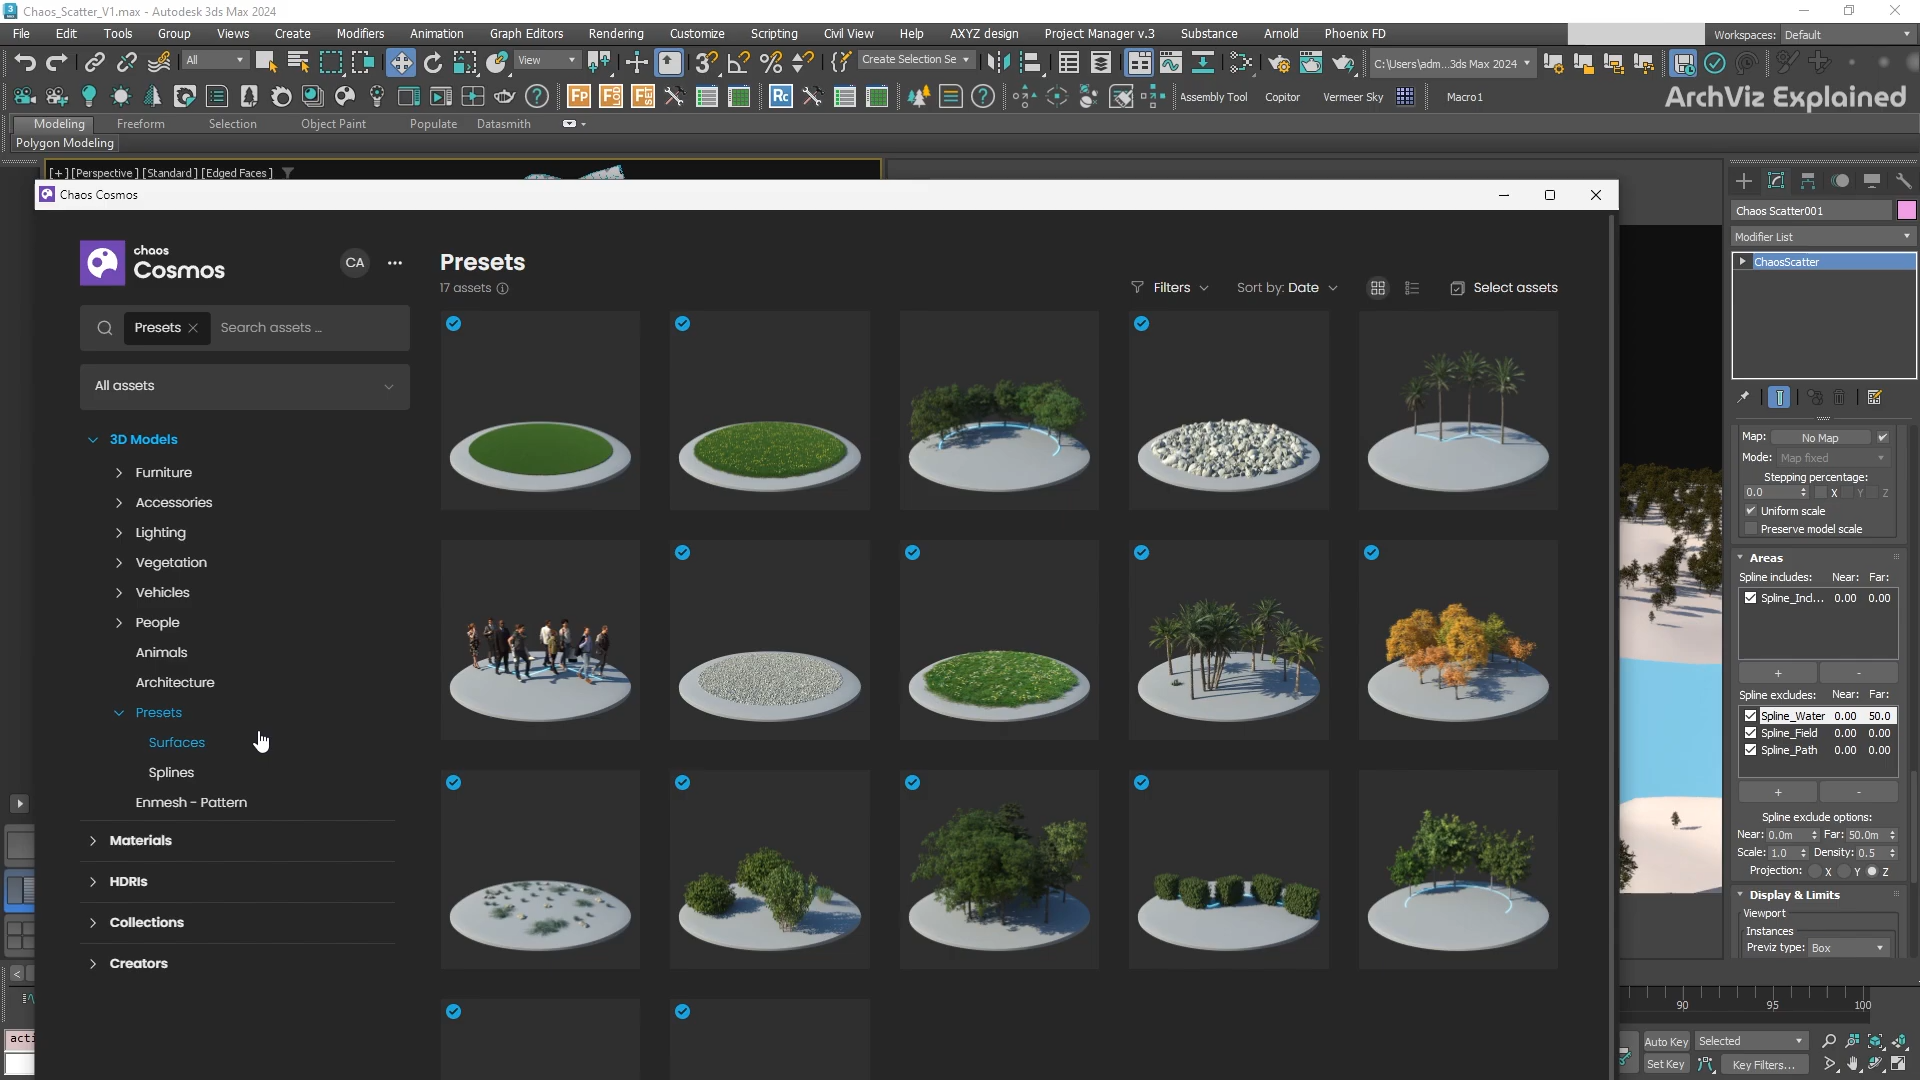 Chaos_Scatter_V1.max - Autodesk 3ds Max 2024
File Edit Tools Group Views Create Modifiers Animation Graph Editors Rendering Customize Scripting Civil View Help AXYZ design Project Manager v.3 Substance Arnold Phoenix FD
Workspaces: Default
All View Create Selection Se C:\Users\adm...3ds Max 2024
Assembly Tool Copitor Vermeer Sky Macro1
ArchViz Explained
Modeling Freeform Selection Object Paint Populate Datasmith
Polygon Modeling
[+] [Perspective] [Standard] [Edged Faces]
Chaos Cosmos
chaos
Cosmos
CA
Presets
17 assets
Filters
Sort by: Date
Select assets
Presets
Search assets ...
All assets
3D Models
Furniture
Accessories
Lighting
Vegetation
Vehicles
People
Animals
Architecture
Presets
Surfaces
Splines
Enmesh - Pattern
Materials
HDRIs
Collections
Creators
Chaos Scatter001
Modifier List
ChaosScatter
Map: No Map
Mode: Map fixed
Stepping percentage:
0.0 X Y Z
Uniform scale
Preserve model scale
Areas
Spline includes: Near: Far:
Spline_Incl... 0.00 0.00
+ -
Spline excludes: Near: Far:
Spline_Water 0.00 50.0
Spline_Field 0.00 0.00
Spline_Path 0.00 0.00
+ -
Spline exclude options:
Near: 0.0m Far: 50.0m
Scale: 1.0 Density: 0.5
Projection: X Y Z
Display & Limits
Viewport
Instances
Previz type: Box
90 95 100
Auto Key Selected
Set Key Key Filters...